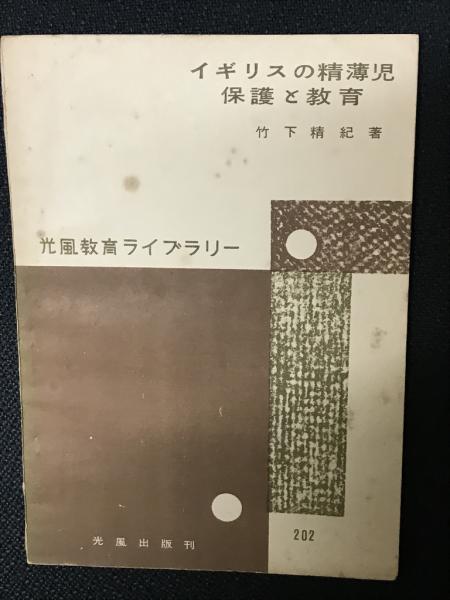 イギリスの精薄児
保護と教育
竹下精紀著
光風教育ライブラリー
202
光風出版刊